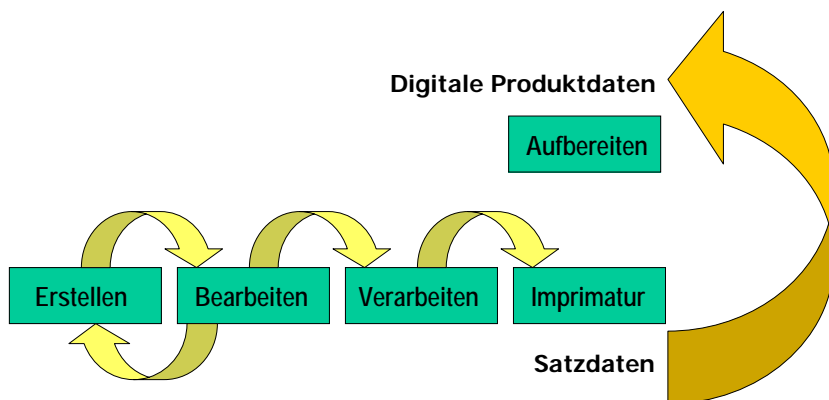 Digitale Produktdaten
Aufbereiten
Erstellen
Bearbeiten
Verarbeiten
Imprimatur
Satzdaten